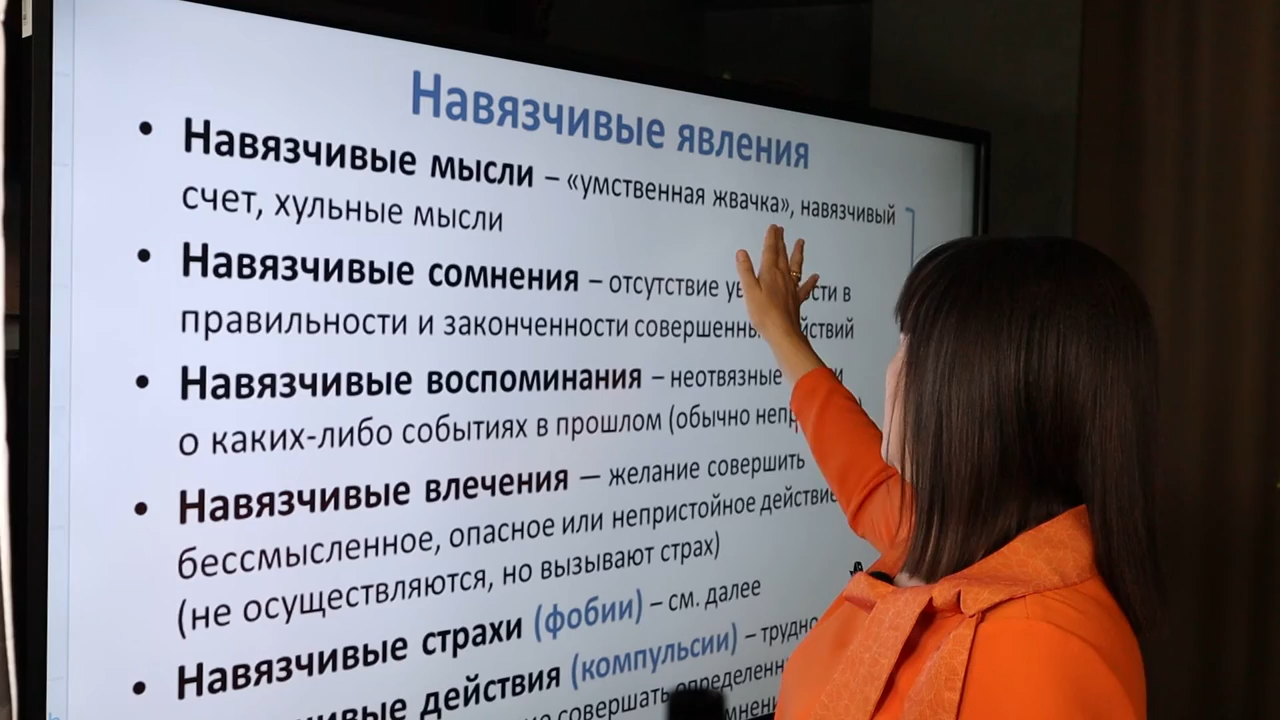 Навязчивые явления
• Навязчивые мысли – «умственная жвачка», навязчивый
счет, хульные мысли
• Навязчивые сомнения – отсутствие в
правильности и законченности
• Навязчивые воспоминания – неотвязные
о каких-либо событиях в прошлом (обычно
• Навязчивые влечения — желание совершить
бессмысленное, опасное или непристойное действие
(не осуществляются, но вызывают страх)
• Навязчивые страхи (фобии) – см. далее
действия (компульсии) –
совершать